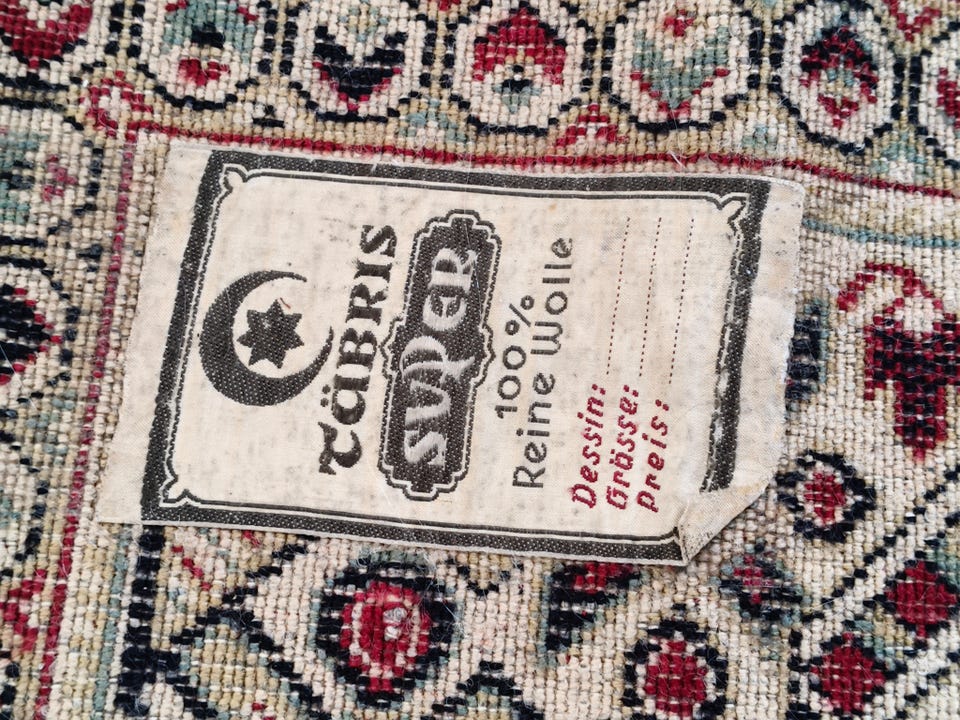 TÄBRIS
SUPER
100%
Reine Wolle
Dessin:
Grösse:
Preis: